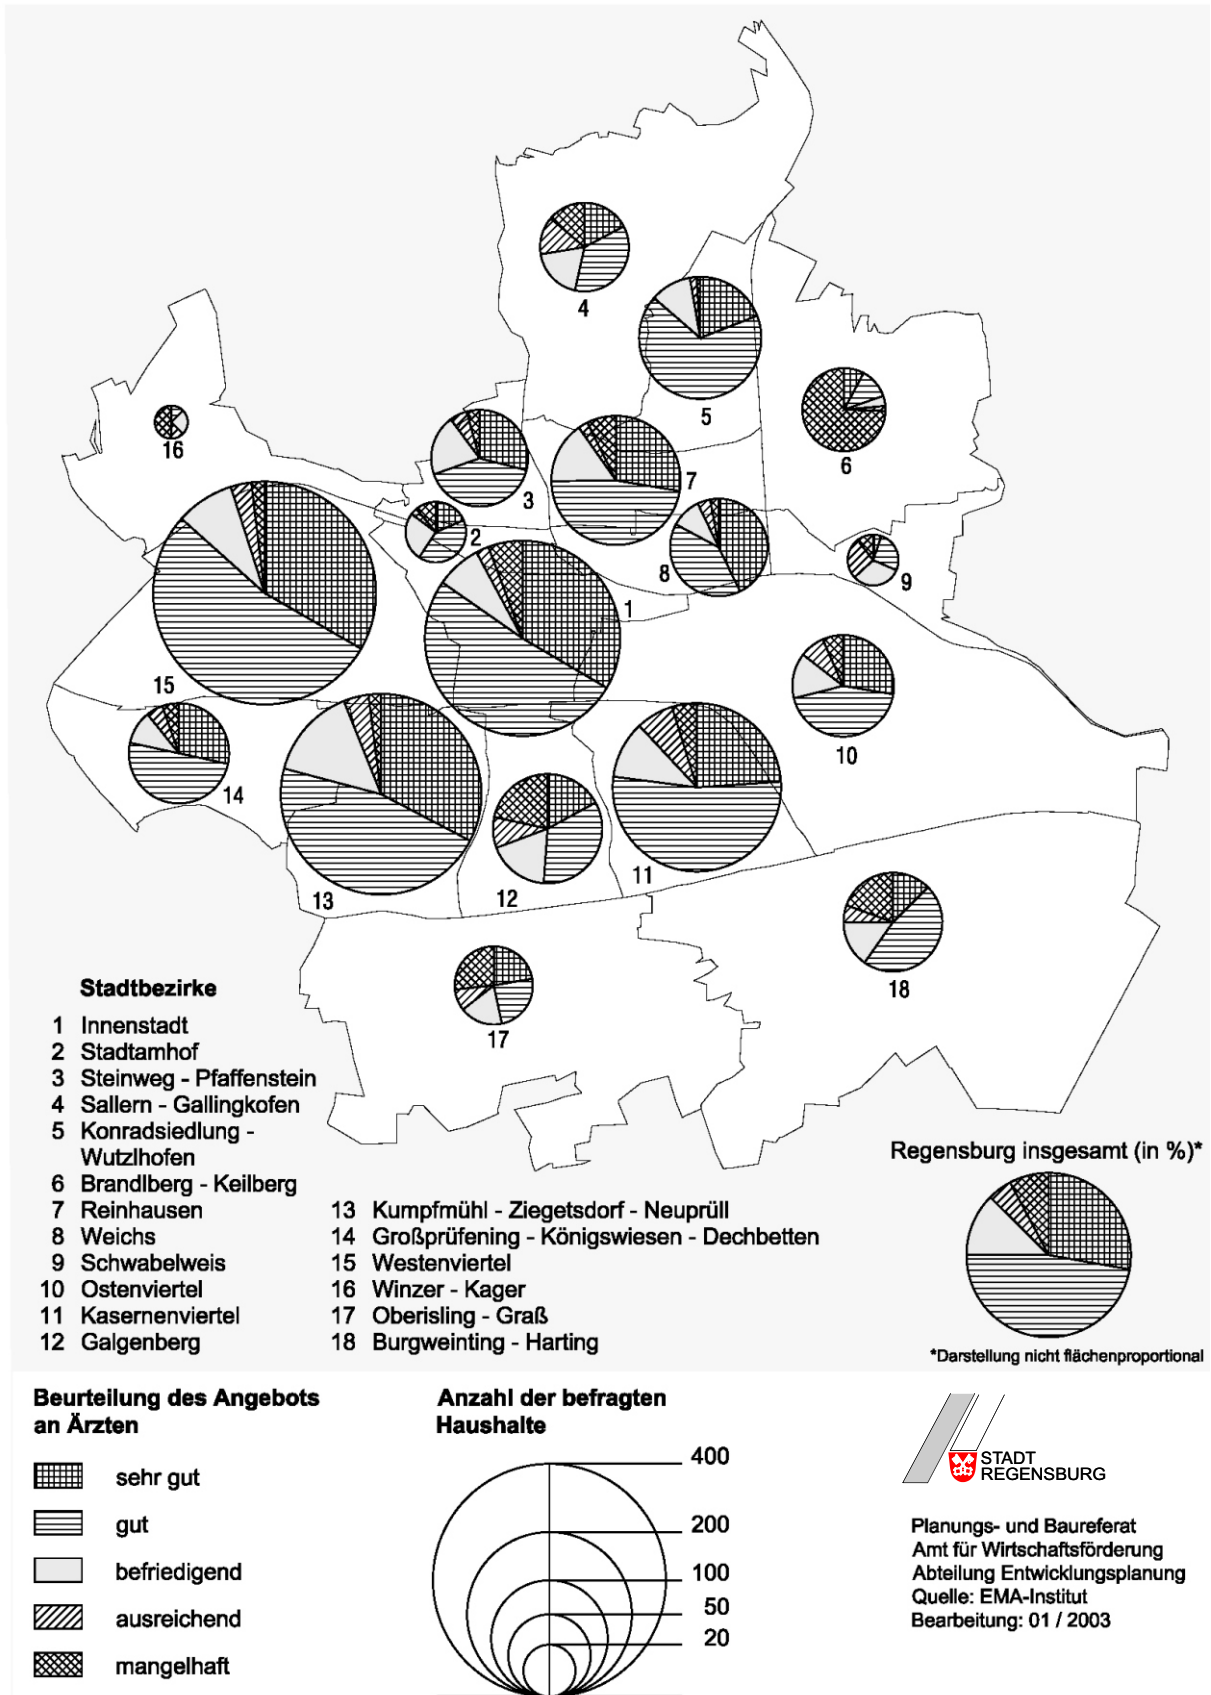 4
5
6
16
3
7
2
8
9
1
15
10
14
13
12
11
18
17
Stadtbezirke
1 Innenstadt
2 Stadtamhof
3 Steinweg - Pfaffenstein
4 Sallern - Gallingkofen
5 Konradsiedlung -
Wutzlhofen
6 Brandlberg - Keilberg
7 Reinhausen
8 Weichs
9 Schwabelweis
10 Ostenviertel
11 Kasernenviertel
12 Galgenberg
13 Kumpfmühl - Ziegetsdorf - Neuprüll
14 Großprüfening - Königswiesen - Dechbetten
15 Westenviertel
16 Winzer - Kager
17 Oberisling - Graß
18 Burgweinting - Harting
Regensburg insgesamt (in %)*
*Darstellung nicht flächenproportional
Beurteilung des Angebots
an Ärzten
sehr gut
gut
befriedigend
ausreichend
mangelhaft
Anzahl der befragten
Haushalte
400
200
100
50
20
STADT
REGENSBURG
Planungs- und Baureferat
Amt für Wirtschaftsförderung
Abteilung Entwicklungsplanung
Quelle: EMA-Institut
Bearbeitung: 01 / 2003